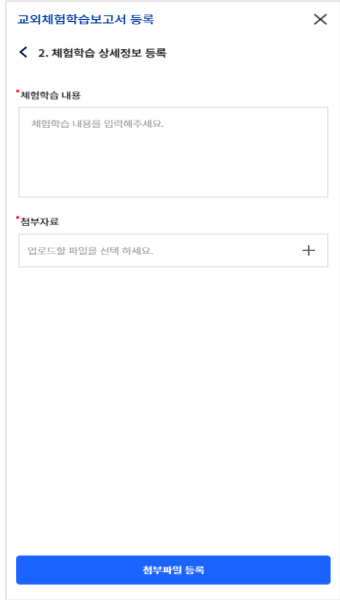 교외체험학습보고서 등록
2. 체험학습 상세정보 등록
*체험학습 내용
체험학습 내용을 입력해주세요.
*첨부자료
업로드할 파일을 선택 하세요.
첨부파일 등록